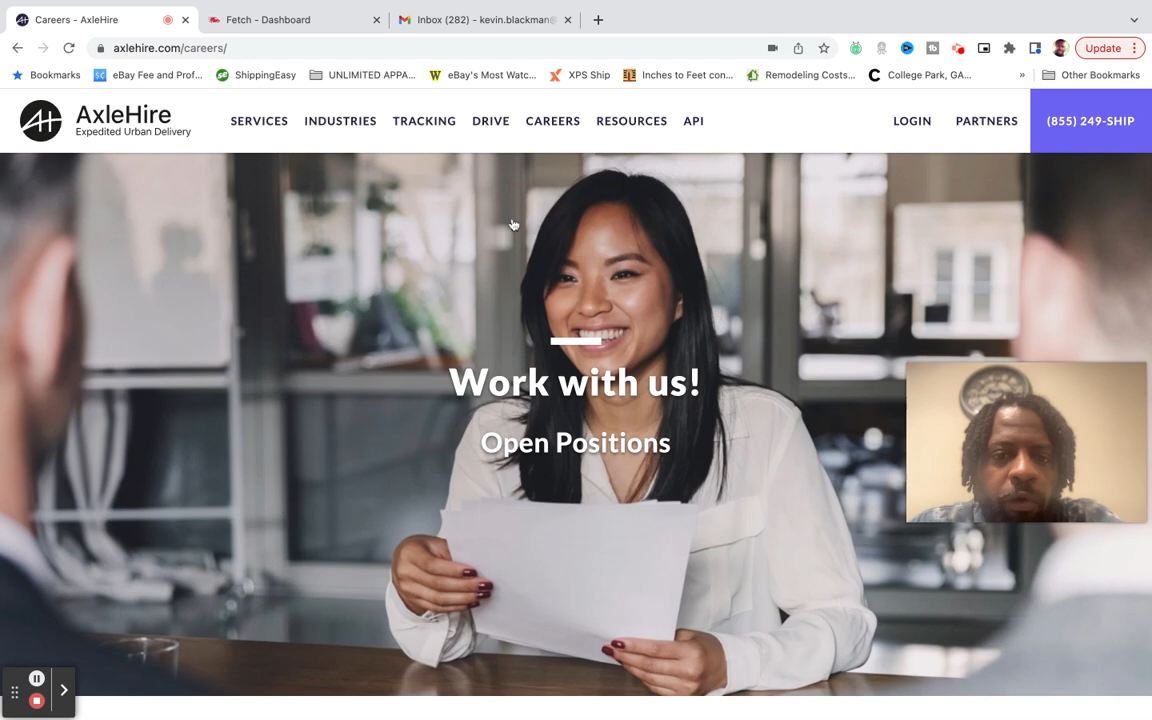 Careers - AxleHire
Fetch - Dashboard
Inbox (282) - kevin.blackman@
axlehire.com/careers/
Update
Bookmarks
eBay Fee and Prof...
ShippingEasy
UNLIMITED APPA...
eBay's Most Watc...
XPS Ship
Inches to Feet con...
Remodeling Costs...
College Park, GA...
»
Other Bookmarks
AxleHire
Expedited Urban Delivery
SERVICES
INDUSTRIES
TRACKING
DRIVE
CAREERS
RESOURCES
API
LOGIN
PARTNERS
(855) 249-SHIP
Work with us!
Open Positions